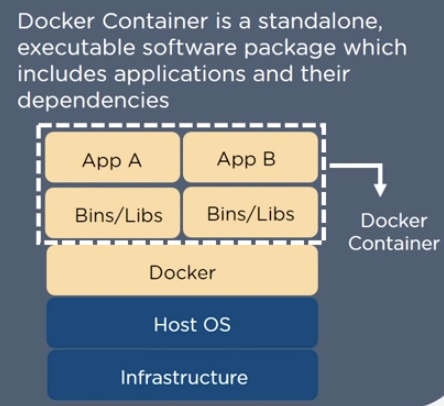 Docker Container is a standalone,
executable software package which
includes applications and their
dependencies
App A
App B
Bins/Libs
Bins/Libs
Docker
Container
Docker
Host OS
Infrastructure